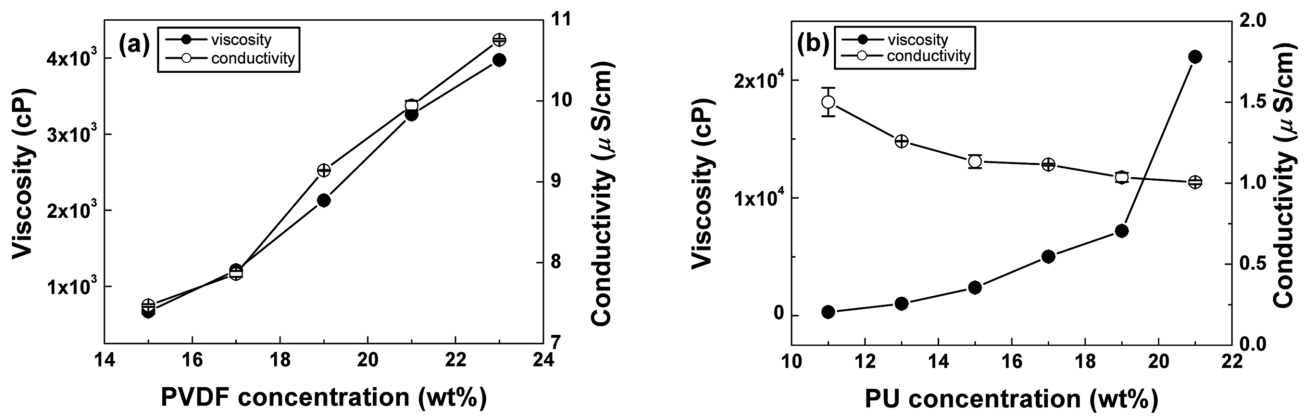 (a)
viscosity
conductivity
Viscosity (cP)
4x10³
3x10³
2x10³
1x10³
11
10
9
8
7
Conductivity (μ S/cm)
14 16 18 20 22 24
PVDF concentration (wt%)
(b)
viscosity
conductivity
Viscosity (cP)
2x10⁴
1x10⁴
0
2.0
1.5
1.0
0.5
0.0
Conductivity (μ S/cm)
10 12 14 16 18 20 22
PU concentration (wt%)